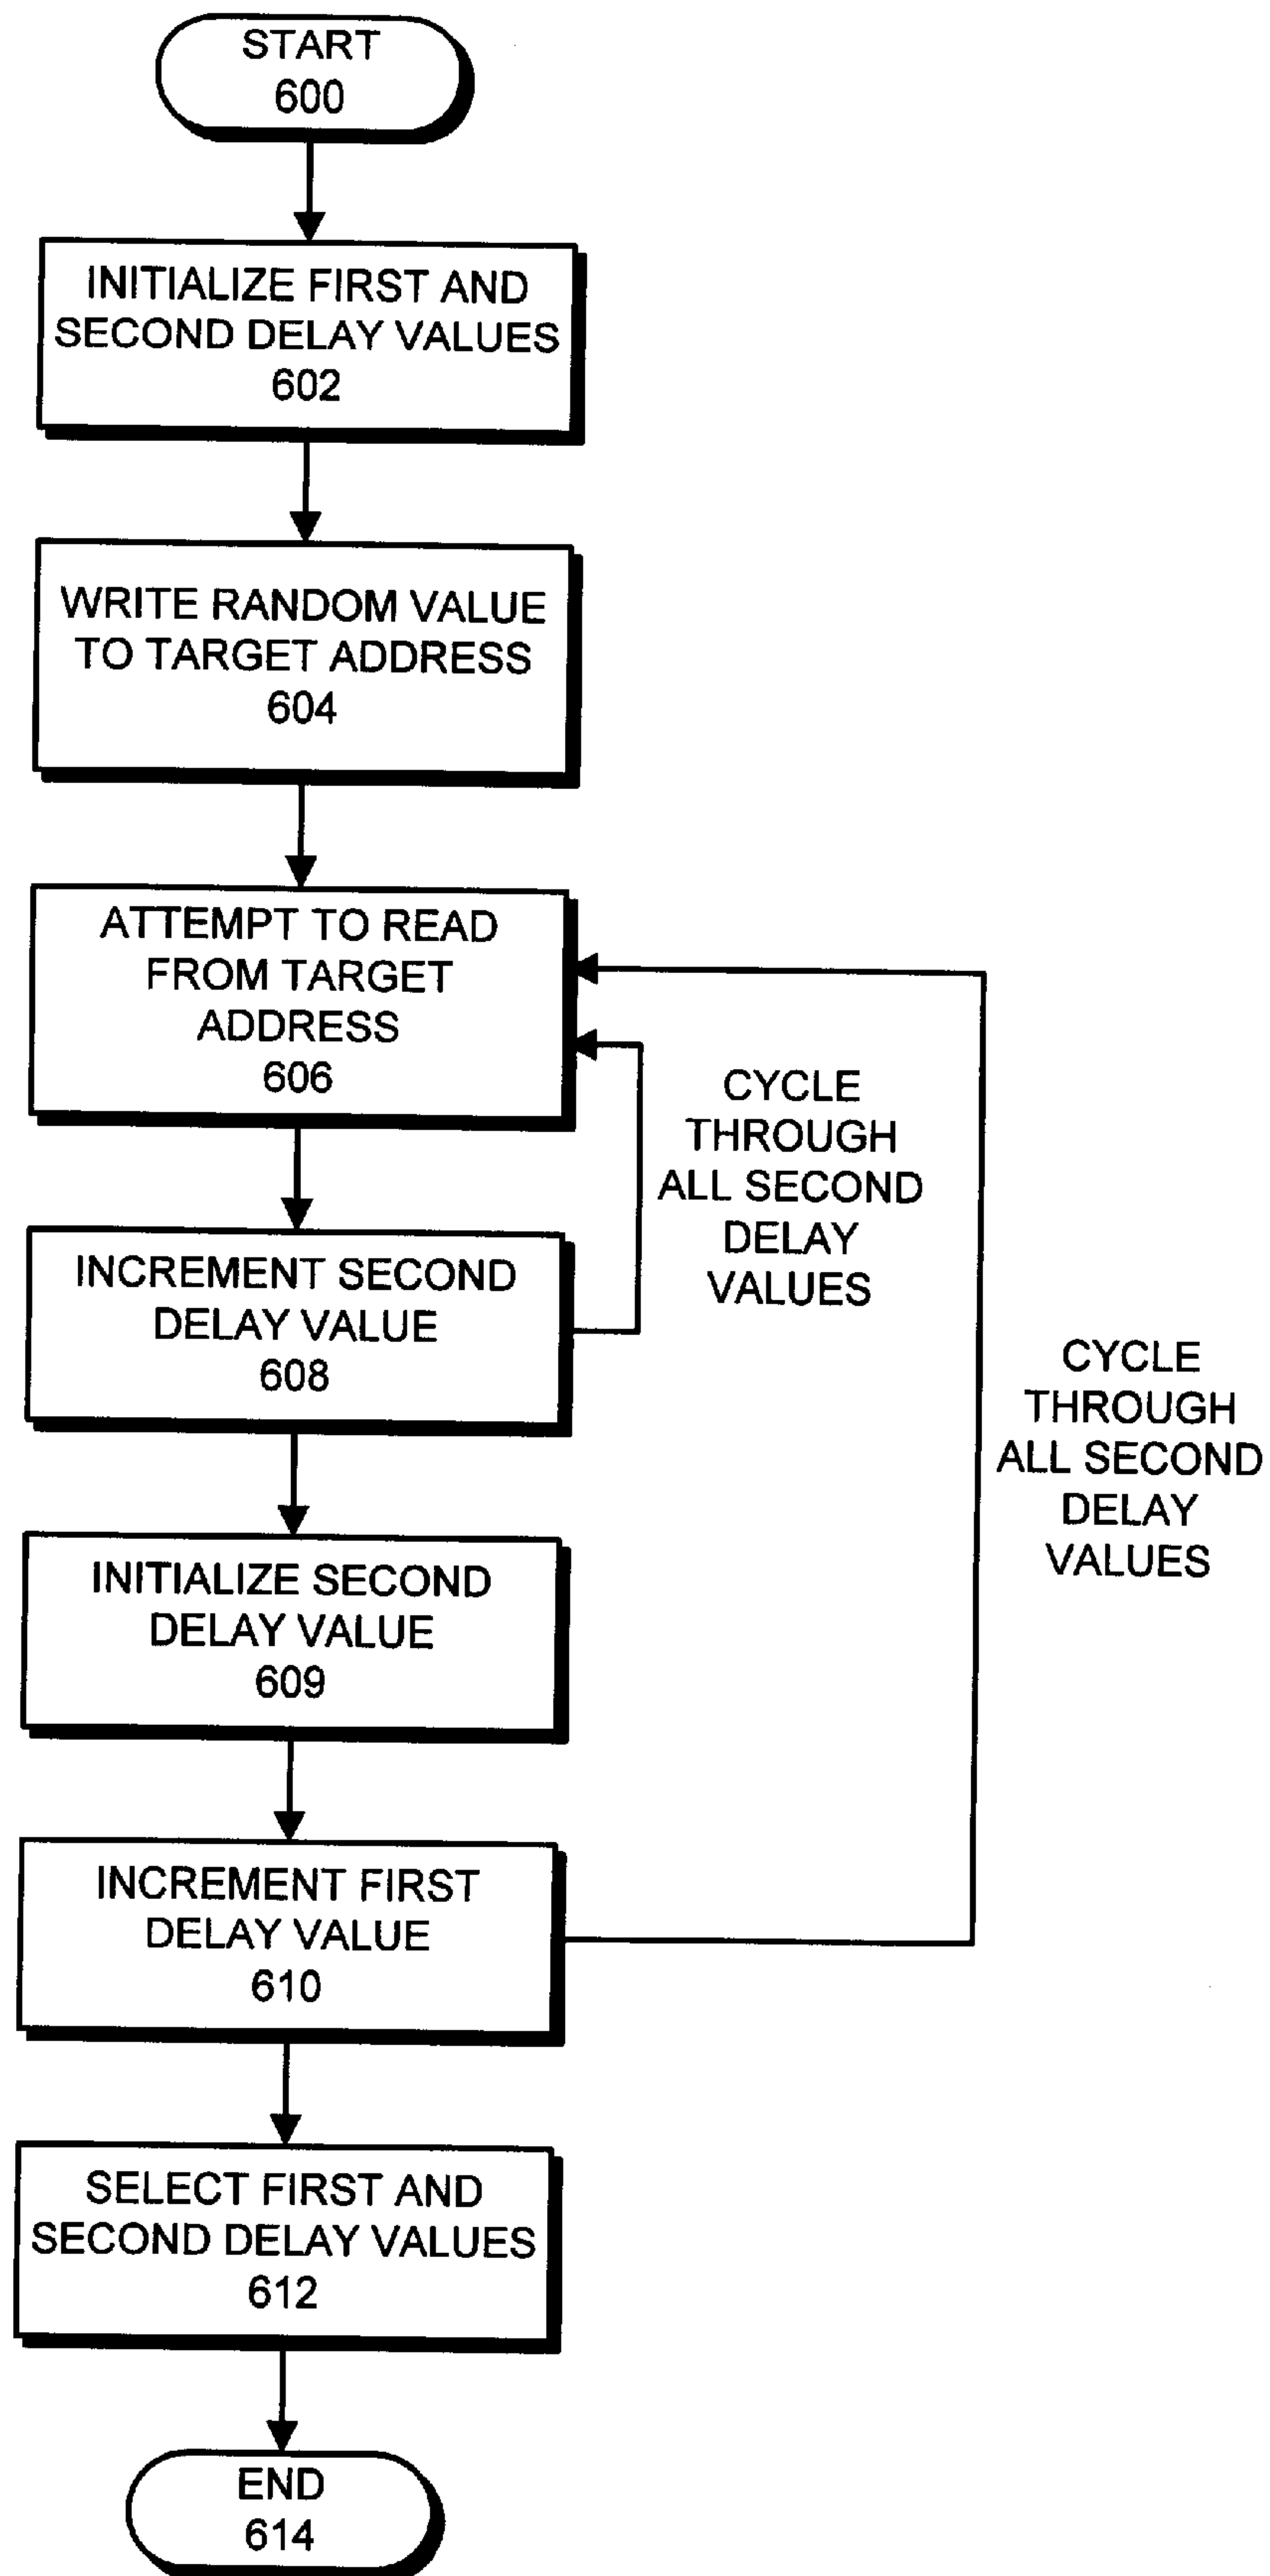 START
600
INITIALIZE FIRST AND
SECOND DELAY VALUES
602
WRITE RANDOM VALUE
TO TARGET ADDRESS
604
ATTEMPT TO READ
FROM TARGET
ADDRESS
606
CYCLE
THROUGH
ALL SECOND
DELAY
VALUES
INCREMENT SECOND
DELAY VALUE
608
CYCLE
THROUGH
ALL SECOND
DELAY
VALUES
INITIALIZE SECOND
DELAY VALUE
609
INCREMENT FIRST
DELAY VALUE
610
SELECT FIRST AND
SECOND DELAY VALUES
612
END
614